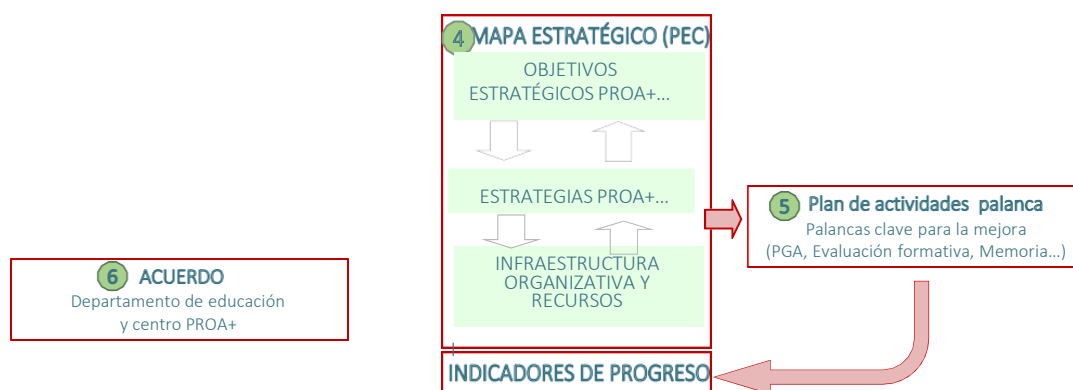 4 MAPA ESTRATÉGICO (PEC)
OBJETIVOS
ESTRATÉGICOS PROA+...
ESTRATEGIAS PROA+...
INFRAESTRUCTURA
ORGANIZATIVA Y
RECURSOS
INDICADORES DE PROGRESO
5 Plan de actividades palanca
Palancas clave para la mejora
(PGA, Evaluación formativa, Memoria...)
6 ACUERDO
Departamento de educación
y centro PROA+